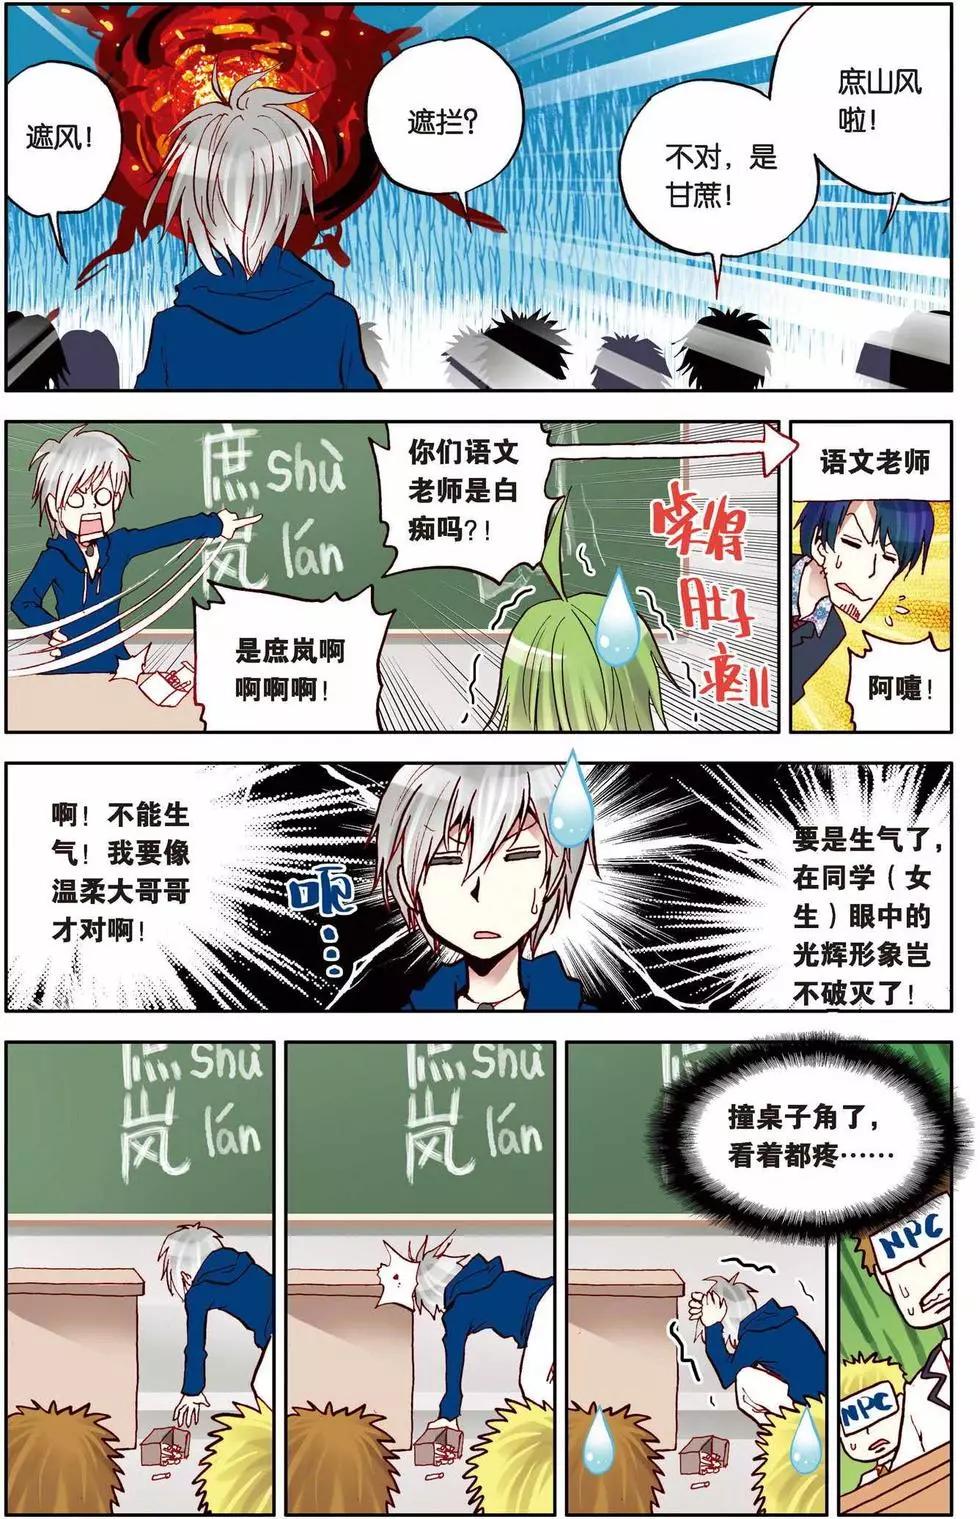 遮风！
遮拦？
不对，是
甘蔗！
庶山风
啦！
庶shù
岚lán
你们语文
老师是白
痴吗？！
是庶岚啊
啊啊啊！
笑得
肚子
疼
语文老师
阿嚏！
啊！不能生
气！我要像
温柔大哥哥
才对啊！
呃……
要是生气了，
在同学（女
生）眼中的
光辉形象岂
不破灭了！
庶shù
岚lán
庶shù
岚lán
庶
岚
撞桌子角了，
看着都疼……
NPC
NPC